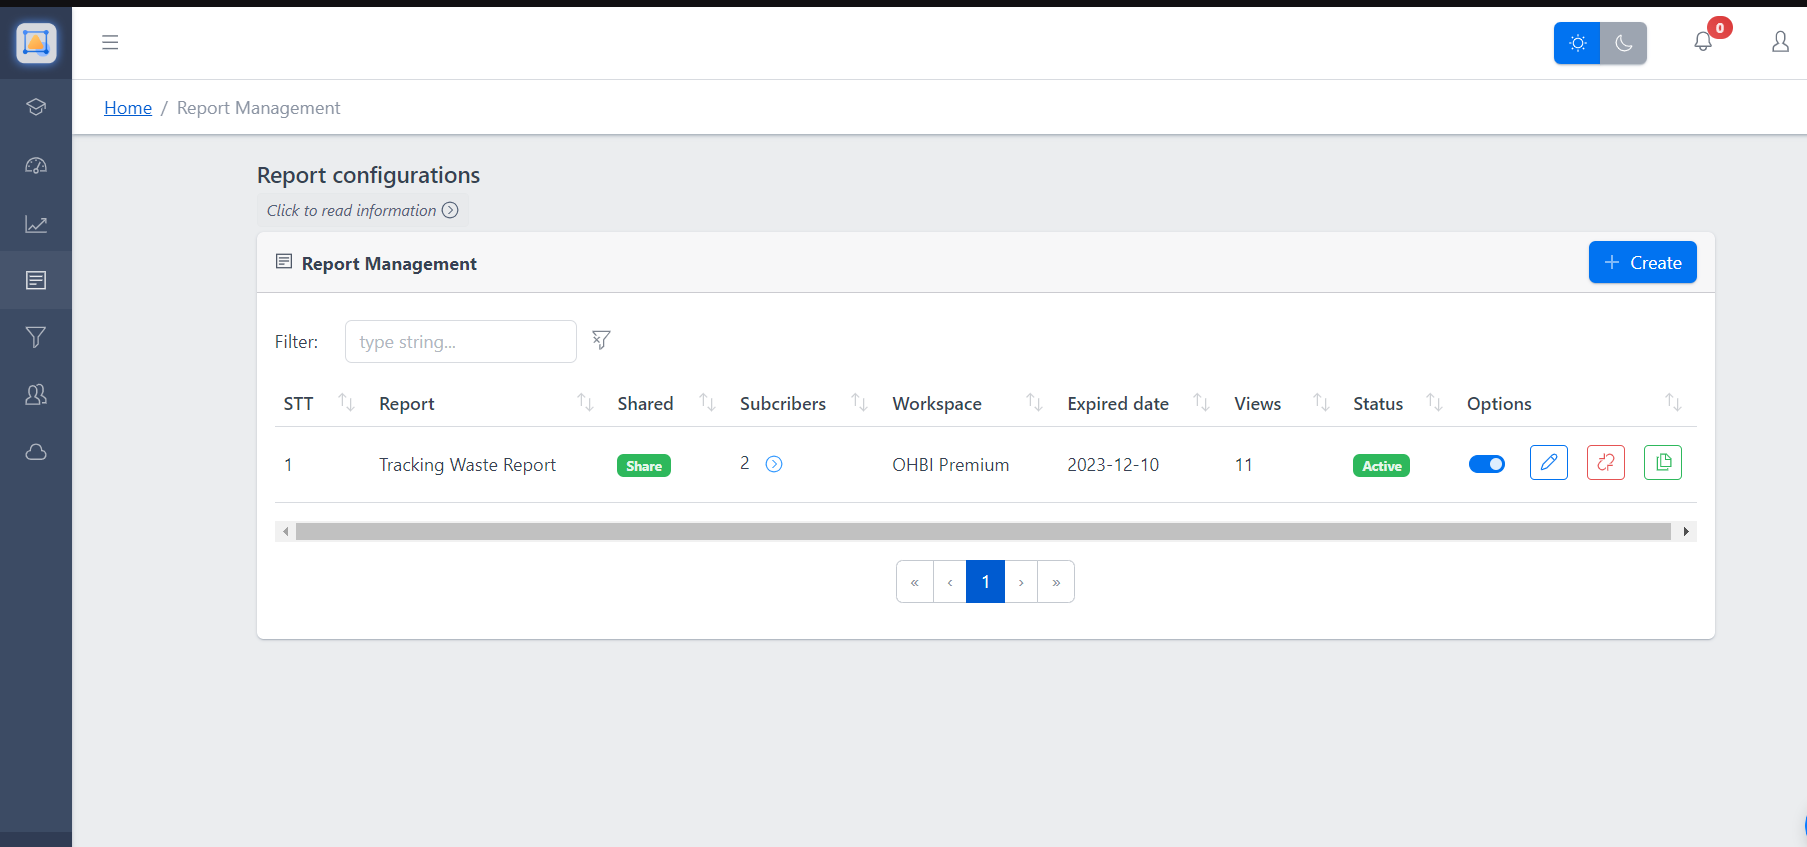 0
Home / Report Management
Report configurations
Click to read information
Report Management
+ Create
Filter: type string...
STT Report Shared Subcribers Workspace Expired date Views Status Options
1 Tracking Waste Report Share 2 OHBI Premium 2023-12-10 11 Active
« ‹ 1 › »